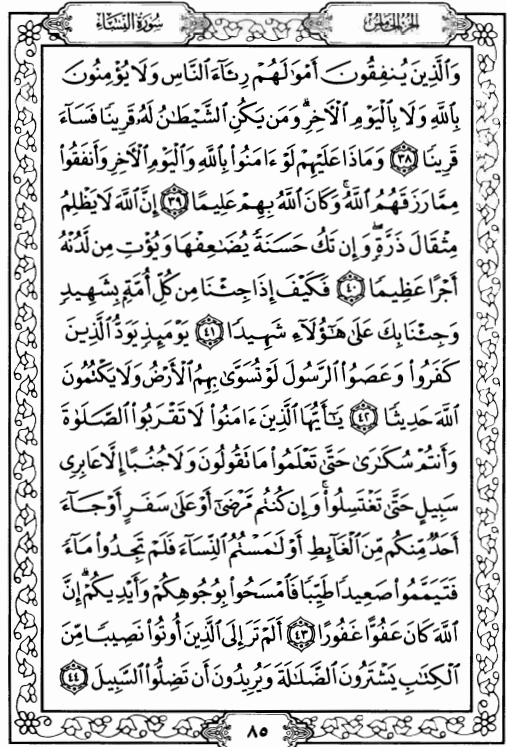 الجزء الخامس
سورة النساء
وَٱلَّذِينَ يُنفِقُونَ أَمْوَٰلَهُمْ رِئَآءَ ٱلنَّاسِ وَلَا يُؤْمِنُونَ
بِٱللَّهِ وَلَا بِٱلْيَوْمِ ٱلْـَٔاخِرِ ۗ وَمَن يَكُنِ ٱلشَّيْطَٰنُ لَهُۥ قَرِينًا فَسَآءَ
قَرِينًا ٣٨ وَمَاذَا عَلَيْهِمْ لَوْ ءَامَنُوا۟ بِٱللَّهِ وَٱلْيَوْمِ ٱلْـَٔاخِرِ وَأَنفَقُوا۟
مِمَّا رَزَقَهُمُ ٱللَّهُ ۚ وَكَانَ ٱللَّهُ بِهِمْ عَلِيمًا ٣٩ إِنَّ ٱللَّهَ لَا يَظْلِمُ
مِثْقَالَ ذَرَّةٍ ۖ وَإِن تَكُ حَسَنَةً يُضَٰعِفْهَا وَيُؤْتِ مِن لَّدُنْهُ
أَجْرًا عَظِيمًا ٤٠ فَكَيْفَ إِذَا جِئْنَا مِن كُلِّ أُمَّةٍۭ بِشَهِيدٍ
وَجِئْنَا بِكَ عَلَىٰ هَٰٓؤُلَآءِ شَهِيدًا ٤١ يَوْمَئِذٍ يَوَدُّ ٱلَّذِينَ
كَفَرُوا۟ وَعَصَوُا۟ ٱلرَّسُولَ لَوْ تُسَوَّىٰ بِهِمُ ٱلْأَرْضُ وَلَا يَكْتُمُونَ
ٱللَّهَ حَدِيثًا ٤٢ يَٰٓأَيُّهَا ٱلَّذِينَ ءَامَنُوا۟ لَا تَقْرَبُوا۟ ٱلصَّلَوٰةَ
وَأَنتُمْ سُكَٰرَىٰ حَتَّىٰ تَعْلَمُوا۟ مَا تَقُولُونَ وَلَا جُنُبًا إِلَّا عَابِرِى
سَبِيلٍ حَتَّىٰ تَغْتَسِلُوا۟ ۚ وَإِن كُنتُم مَّرْضَىٰٓ أَوْ عَلَىٰ سَفَرٍ أَوْ جَآءَ
أَحَدٌ مِّنكُم مِّنَ ٱلْغَآئِطِ أَوْ لَٰمَسْتُمُ ٱلنِّسَآءَ فَلَمْ تَجِدُوا۟ مَآءً
فَتَيَمَّمُوا۟ صَعِيدًا طَيِّبًا فَٱمْسَحُوا۟ بِوُجُوهِكُمْ وَأَيْدِيكُمْ ۗ إِنَّ
ٱللَّهَ كَانَ عَفُوًّا غَفُورًا ٤٣ أَلَمْ تَرَ إِلَى ٱلَّذِينَ أُوتُوا۟ نَصِيبًا مِّنَ
ٱلْكِتَٰبِ يَشْتَرُونَ ٱلضَّلَٰلَةَ وَيُرِيدُونَ أَن تَضِلُّوا۟ ٱلسَّبِيلَ ٤٤
٨٥